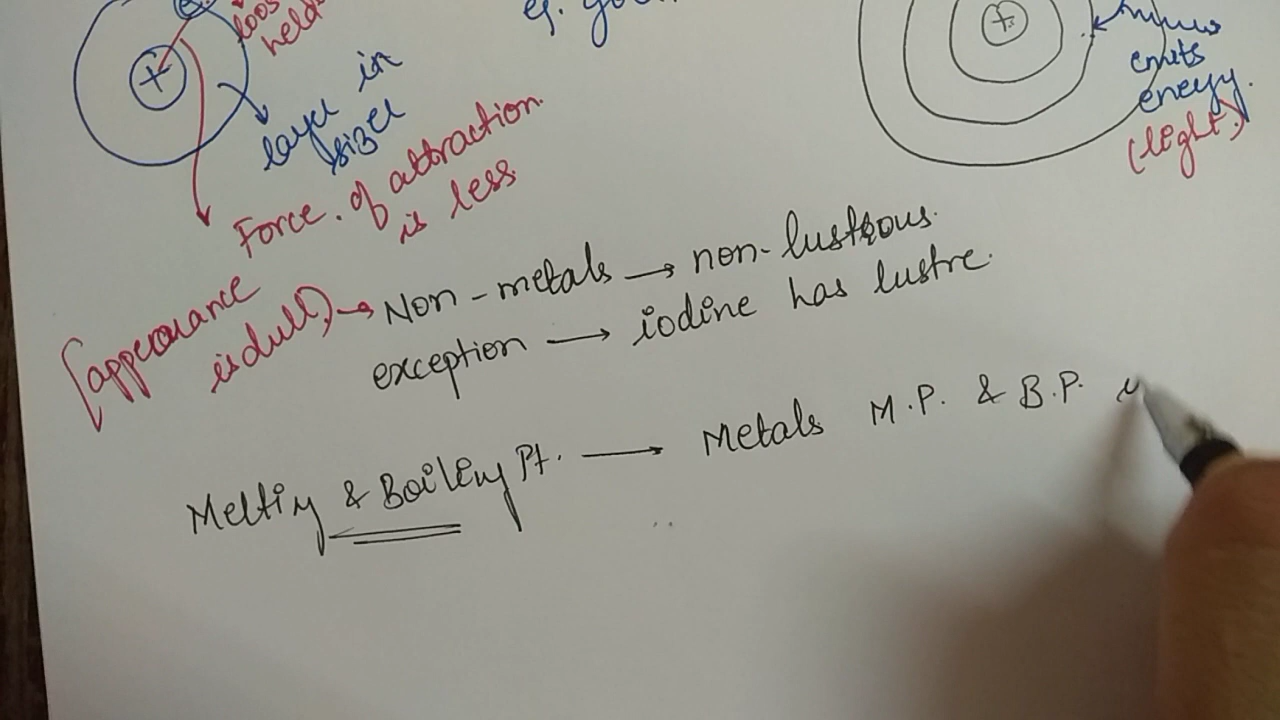 held
layer in
size
Force of attraction
is less
emits
energy.
(light)
[appearance
is dull) → Non-metals → non-lustrous.
exception → iodine has lustre.
Melting & Boiling Pt. → Metals M.P. & B.P.